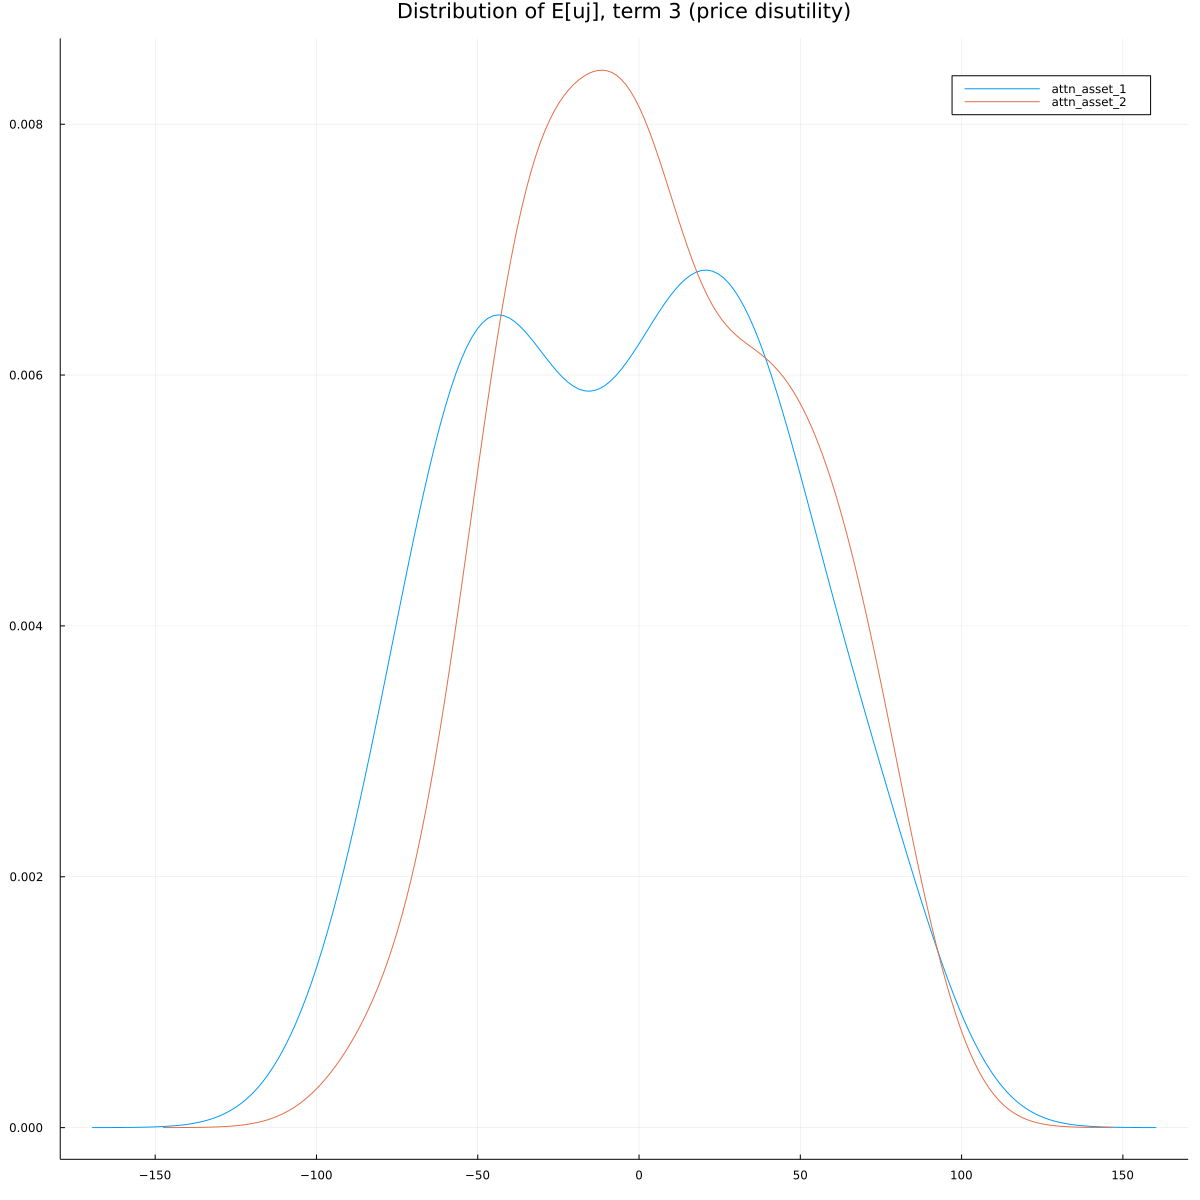 Distribution of E[uj], term 3 (price disutility)
attn_asset_1
attn_asset_2
0.008
0.006
0.004
0.002
0.000
−150 −100 −50 0 50 100 150